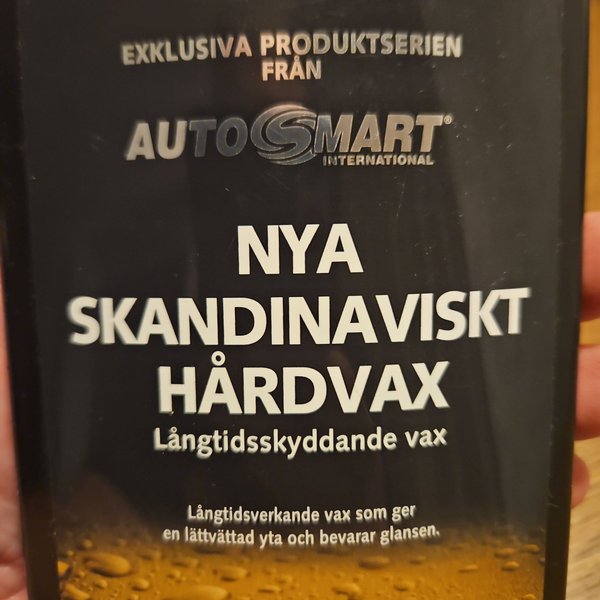 EXKLUSIVA PRODUKTSERIEN
FRÅN
AUTOSMART®
INTERNATIONAL
NYA
SKANDINAVISKT
HÅRDVAX
Långtidsskyddande vax
Långtidsverkande vax som ger
en lättvättad yta och bevarar glansen.